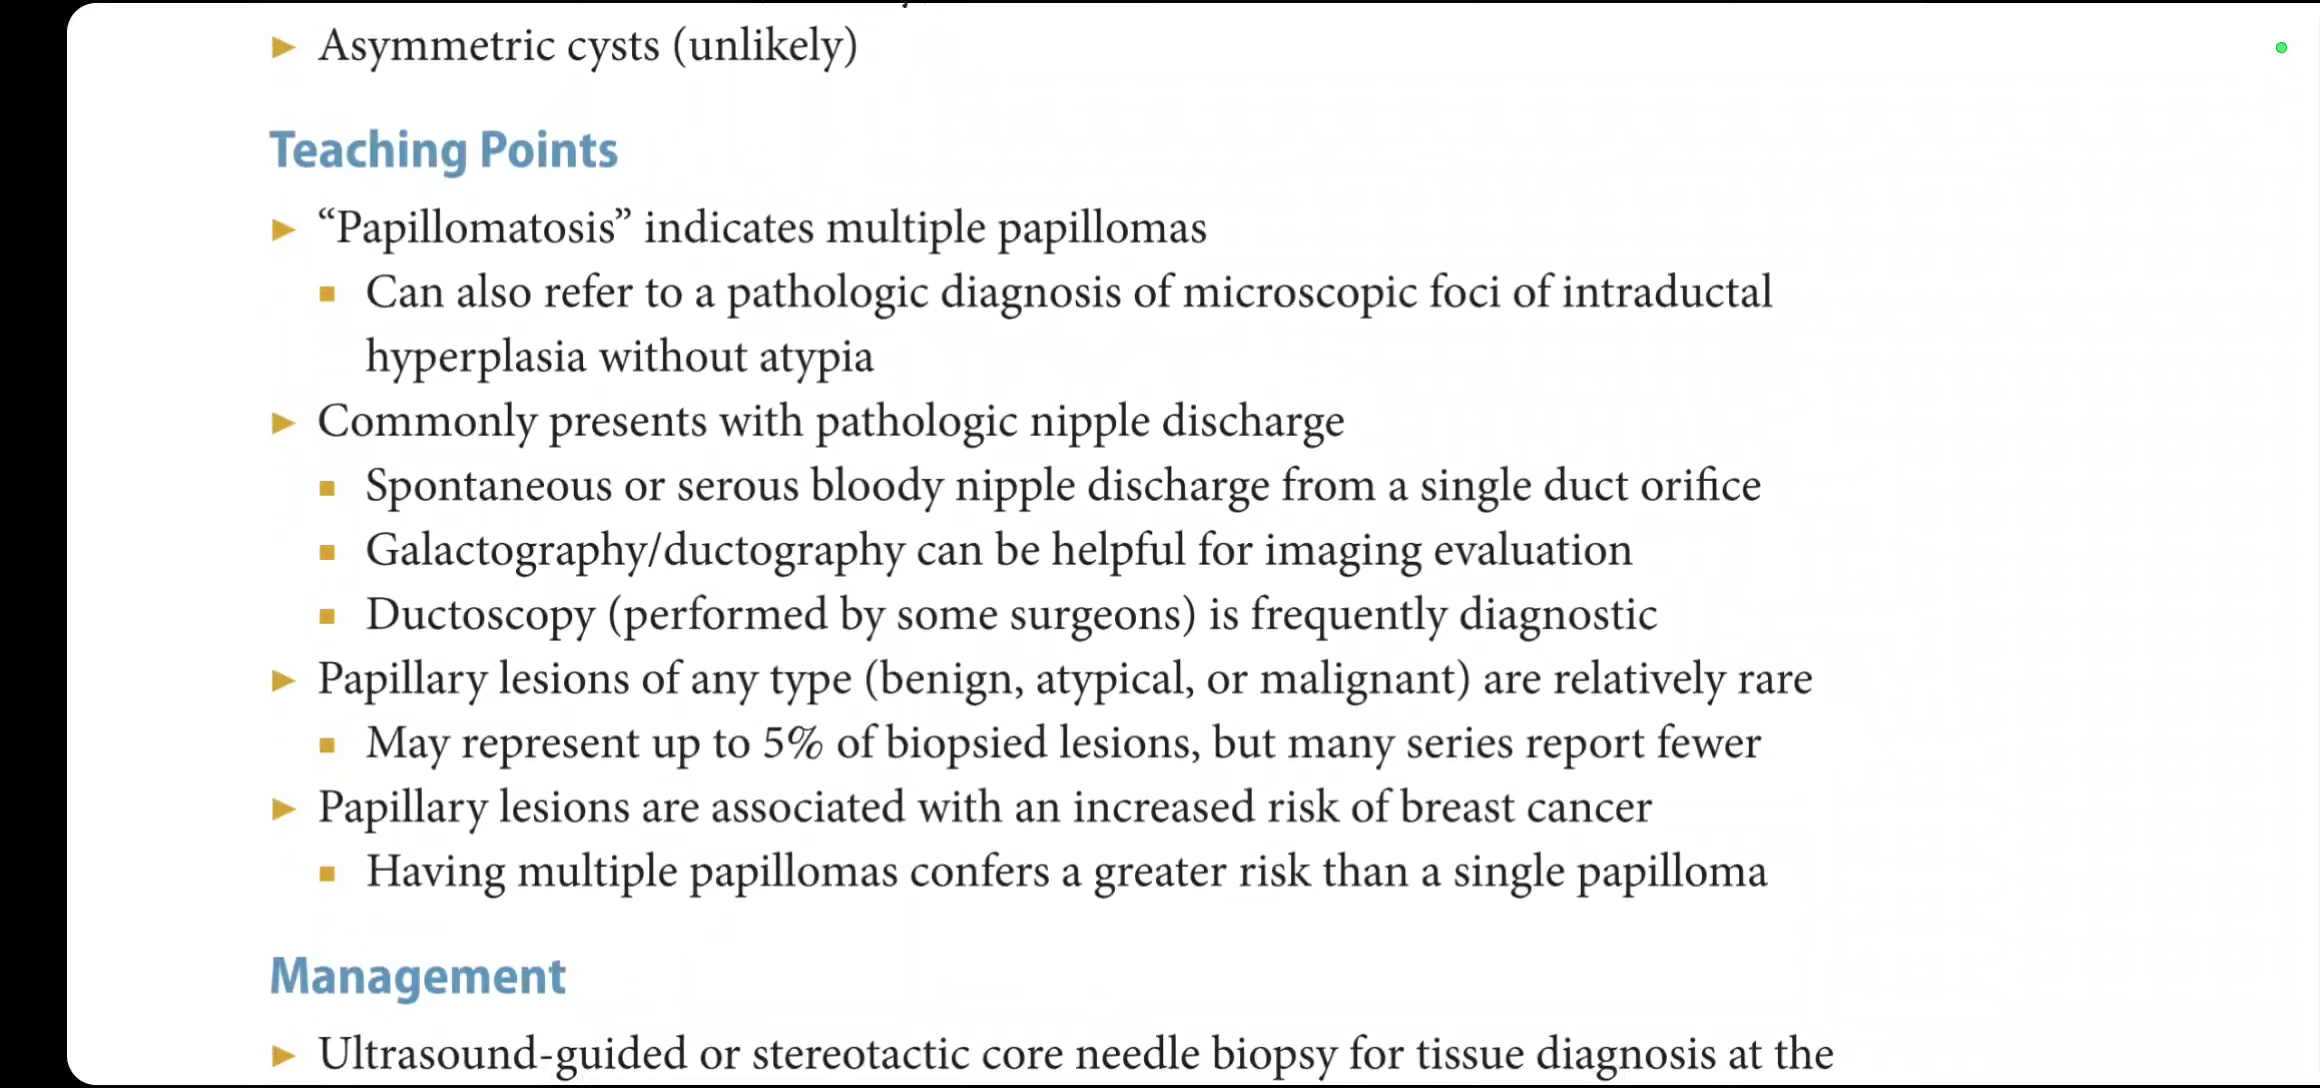 ► Asymmetric cysts (unlikely)
Teaching Points
► “Papillomatosis” indicates multiple papillomas
■ Can also refer to a pathologic diagnosis of microscopic foci of intraductal
hyperplasia without atypia
► Commonly presents with pathologic nipple discharge
■ Spontaneous or serous bloody nipple discharge from a single duct orifice
■ Galactography/ductography can be helpful for imaging evaluation
■ Ductoscopy (performed by some surgeons) is frequently diagnostic
► Papillary lesions of any type (benign, atypical, or malignant) are relatively rare
■ May represent up to 5% of biopsied lesions, but many series report fewer
► Papillary lesions are associated with an increased risk of breast cancer
■ Having multiple papillomas confers a greater risk than a single papilloma
Management
► Ultrasound-guided or stereotactic core needle biopsy for tissue diagnosis at the